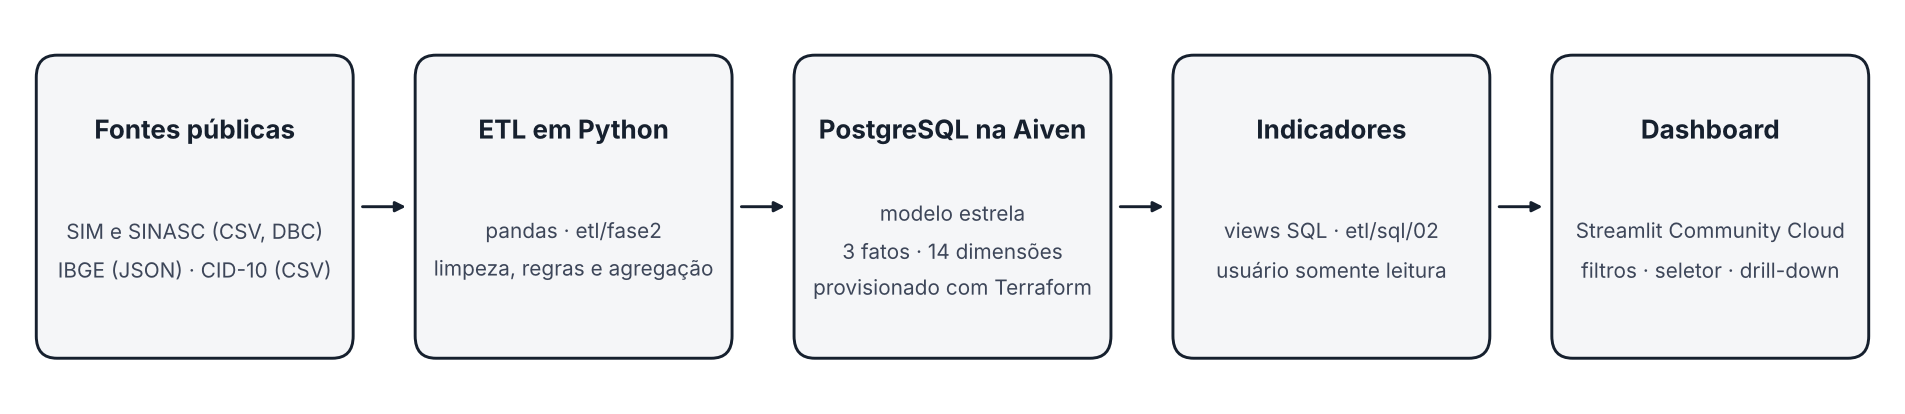 Fontes públicas
SIM e SINASC (CSV, DBC)
IBGE (JSON) · CID-10 (CSV)
ETL em Python
pandas · etl/fase2
limpeza, regras e agregação
PostgreSQL na Aiven
modelo estrela
3 fatos · 14 dimensões
provisionado com Terraform
Indicadores
views SQL · etl/sql/02
usuário somente leitura
Dashboard
Streamlit Community Cloud
filtros · seletor · drill-down